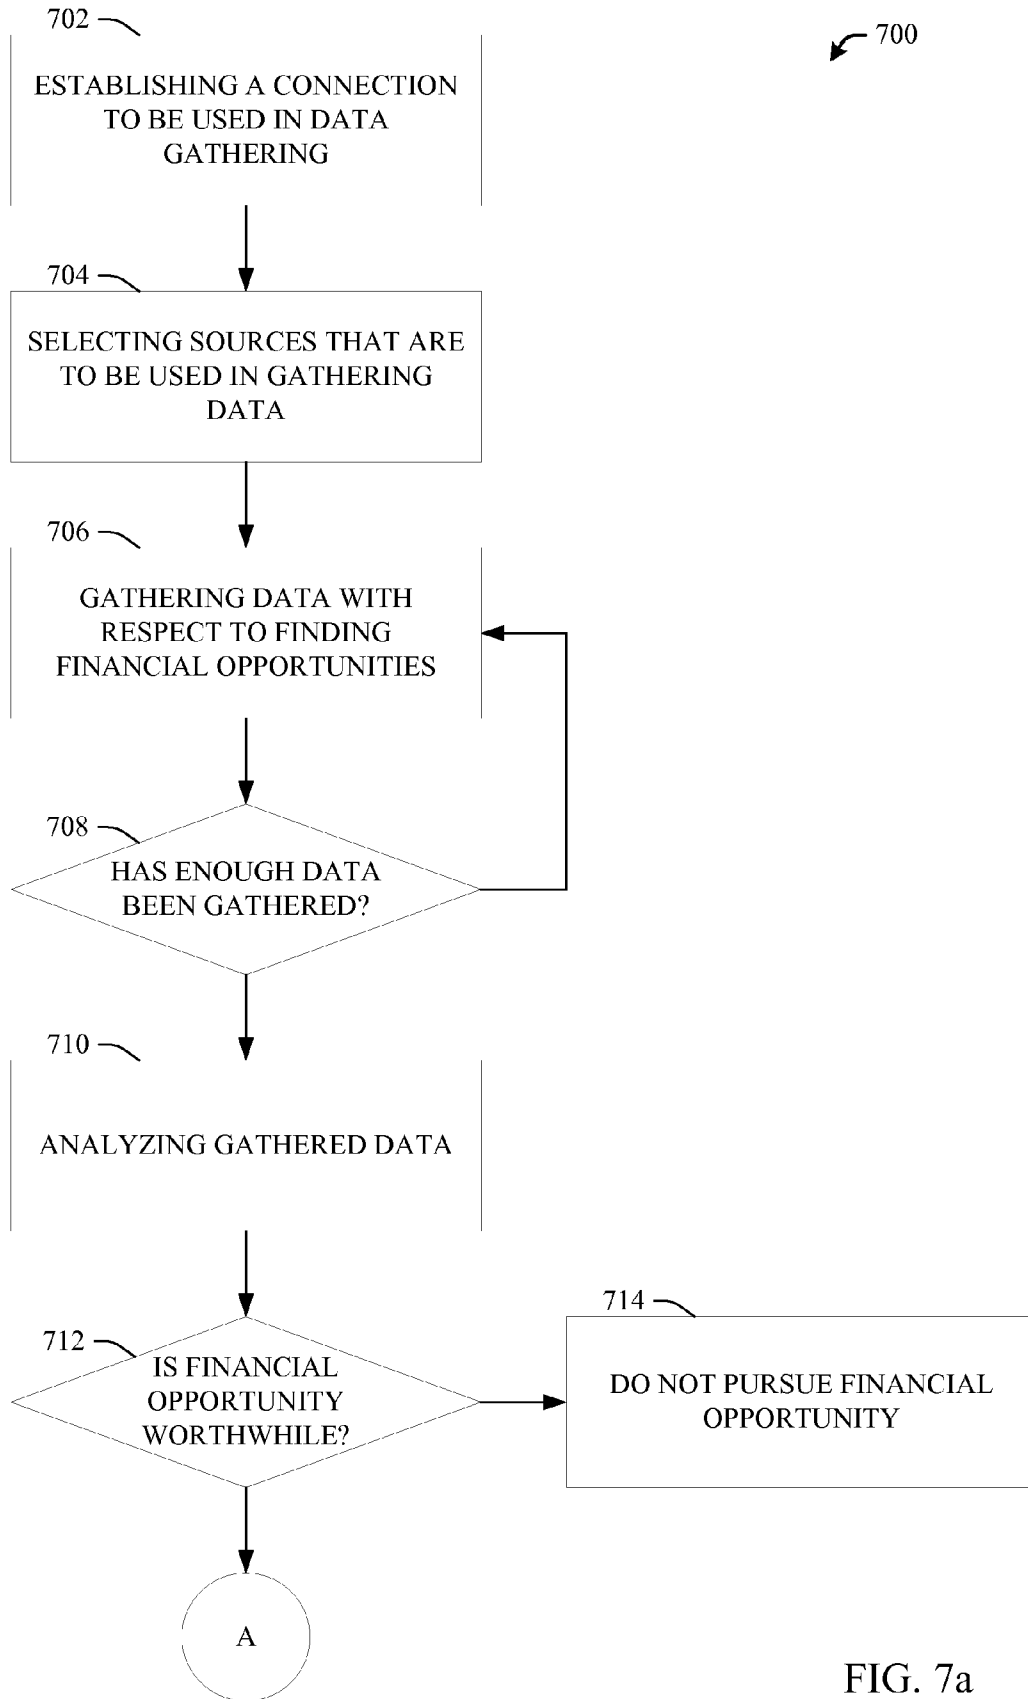 702
700
ESTABLISHING A CONNECTION
TO BE USED IN DATA
GATHERING
704
SELECTING SOURCES THAT ARE
TO BE USED IN GATHERING
DATA
706
GATHERING DATA WITH
RESPECT TO FINDING
FINANCIAL OPPORTUNITIES
708
HAS ENOUGH DATA
BEEN GATHERED?
710
ANALYZING GATHERED DATA
712
IS FINANCIAL
OPPORTUNITY
WORTHWHILE?
714
DO NOT PURSUE FINANCIAL
OPPORTUNITY
A
FIG. 7a